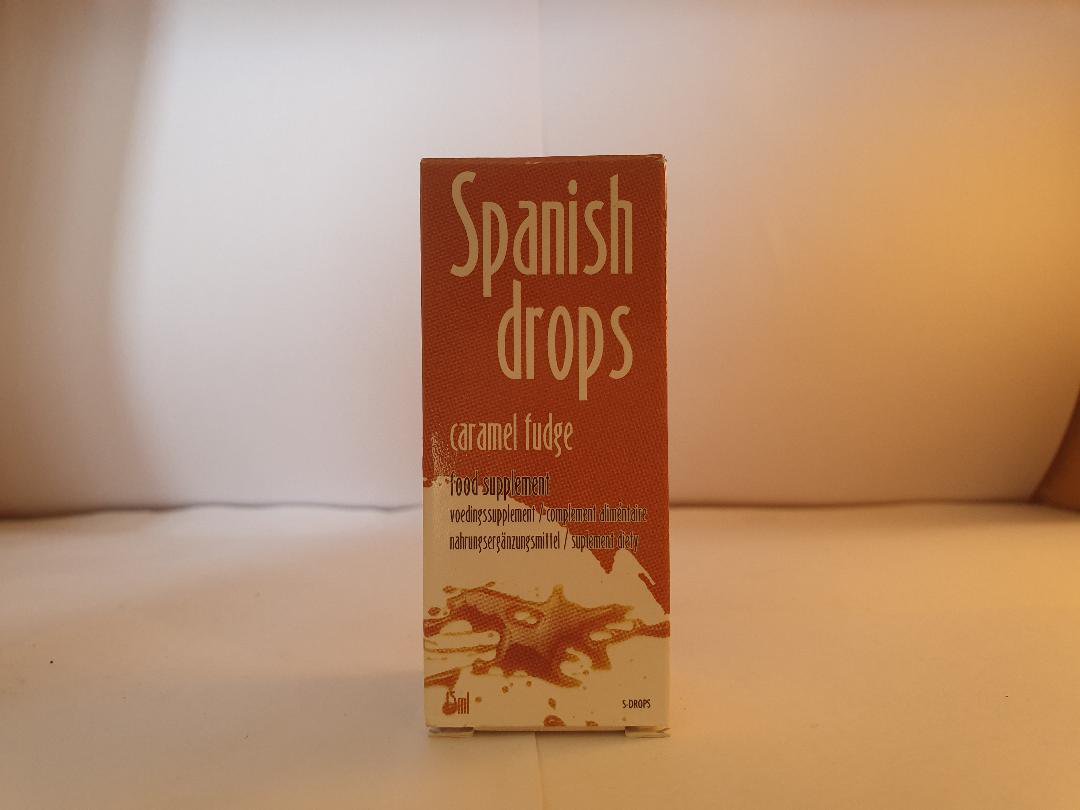 Spanish
drops
caramel fudge
food supplement
voedingssupplement / complement alimentaire
nahrungsergänzungsmittel / suplement diety
15ml
S-DROPS